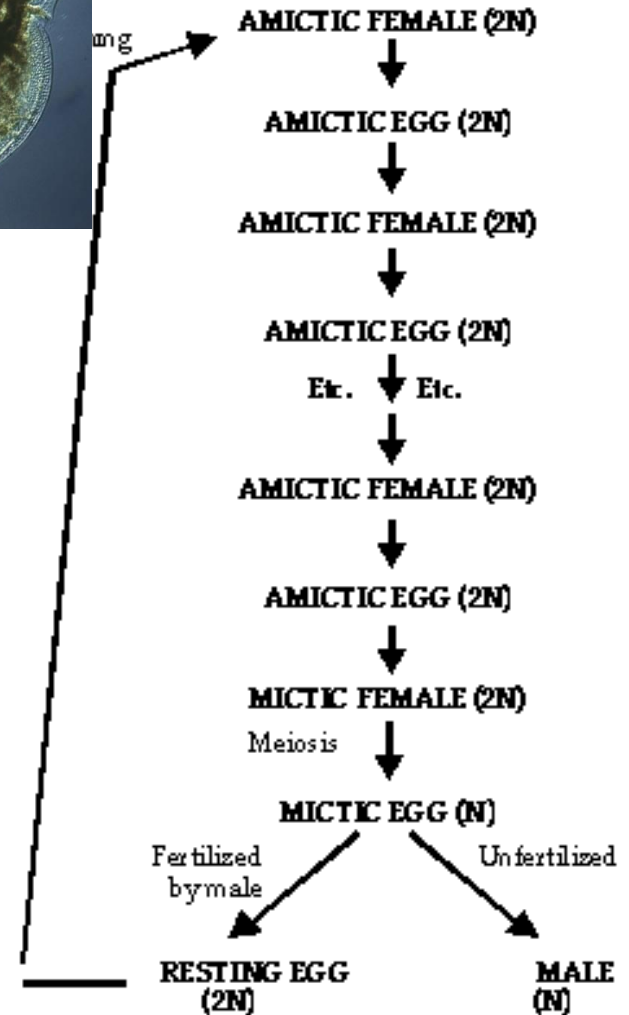 AMICTIC FEMALE (2N)
AMICTIC EGG (2N)
AMICTIC FEMALE (2N)
AMICTIC EGG (2N)
Etc. Etc.
AMICTIC FEMALE (2N)
AMICTIC EGG (2N)
MICTIC FEMALE (2N)
Meiosis
MICTIC EGG (N)
Fertilized
by male
Unfertilized
RESTING EGG
(2N)
MALE
(N)